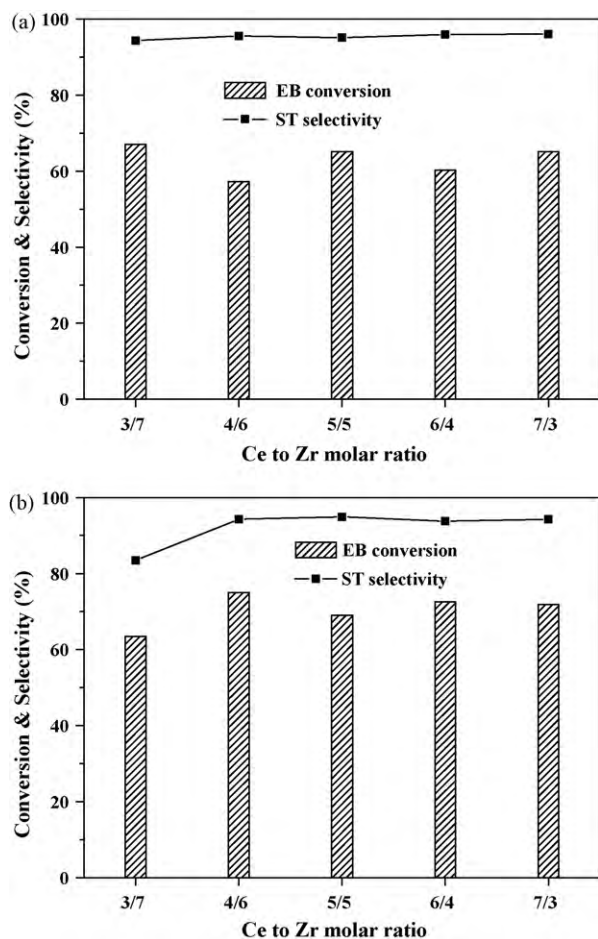 (a)
100
80
60
40
20
0
Conversion & Selectivity (%)
EB conversion
ST selectivity
3/7 4/6 5/5 6/4 7/3
Ce to Zr molar ratio
(b)
100
80
60
40
20
0
Conversion & Selectivity (%)
EB conversion
ST selectivity
3/7 4/6 5/5 6/4 7/3
Ce to Zr molar ratio